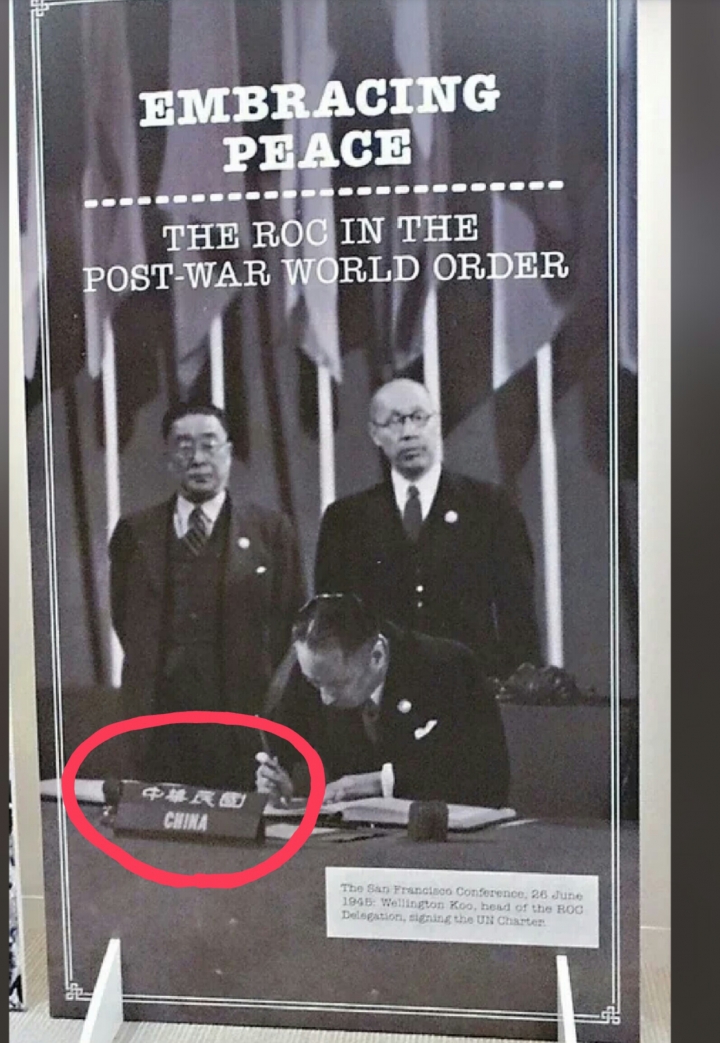 EMBRACING
PEACE
THE ROC IN THE
POST-WAR WORLD ORDER
中華民國
CHINA
The San Francisco Conference, 26 June
1945: Wellington Koo, head of the ROC
Delegation, signing the UN Charter.